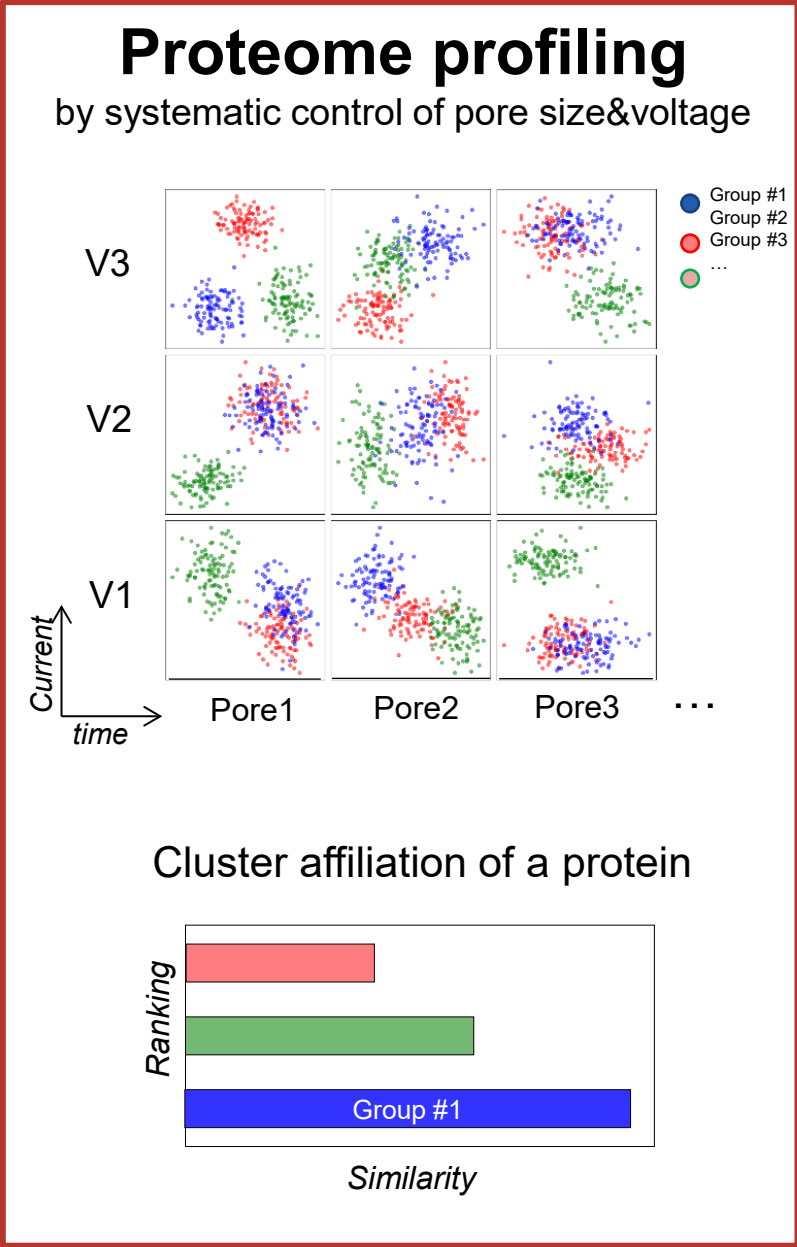 Proteome profiling
by systematic control of pore size&voltage
Group #1
Group #2
Group #3
...
V3
V2
V1
Current
time
Pore1
Pore2
Pore3
...
Cluster affiliation of a protein
Ranking
Group #1
Similarity